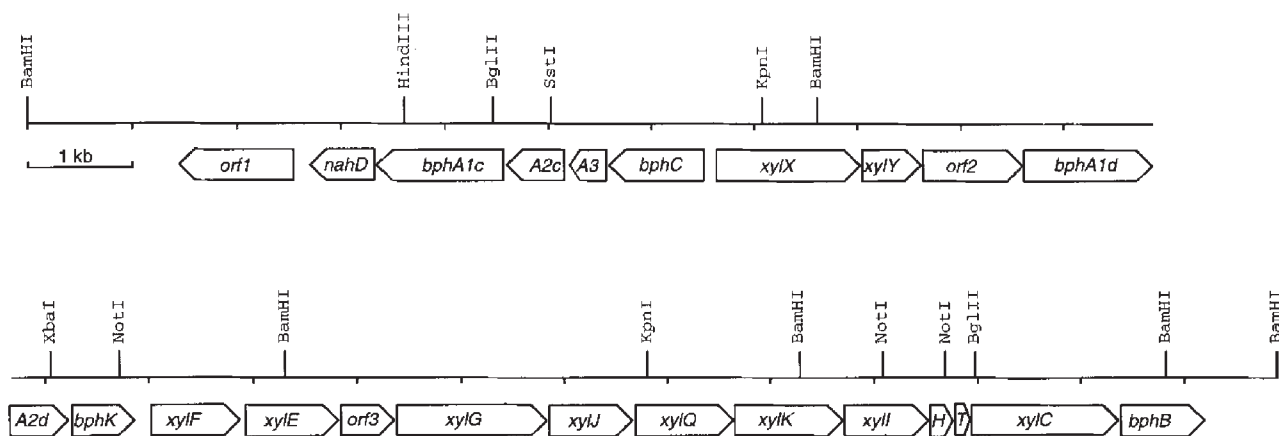 BamHI HindIII BglII SstI KpnI BamHI
1 kb
orf1 nahD bphA1c A2c A3 bphC xylX xylY orf2 bphA1d
XbaI NotI BamHI KpnI BamHI NotI NotI BglII BamHI BamHI
A2d bphK xylF xylE orf3 xylG xylJ xylQ xylK xylI H T xylC bphB